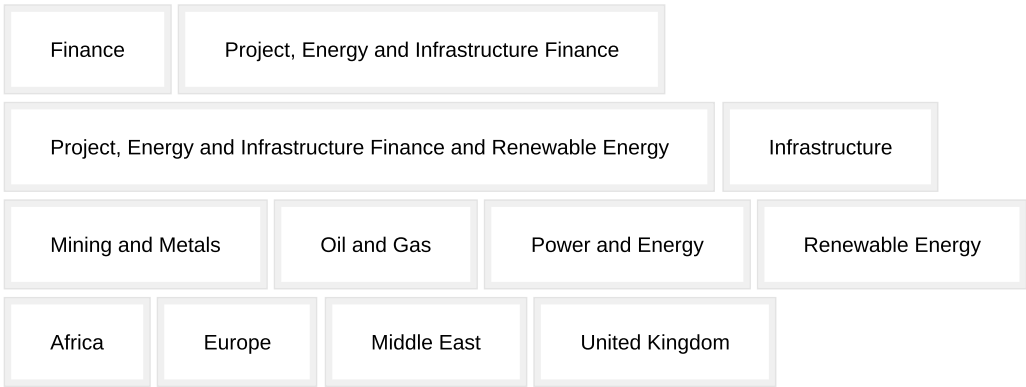 Finance
Project, Energy and Infrastructure Finance
Project, Energy and Infrastructure Finance and Renewable Energy
Infrastructure
Mining and Metals
Oil and Gas
Power and Energy
Renewable Energy
Africa
Europe
Middle East
United Kingdom